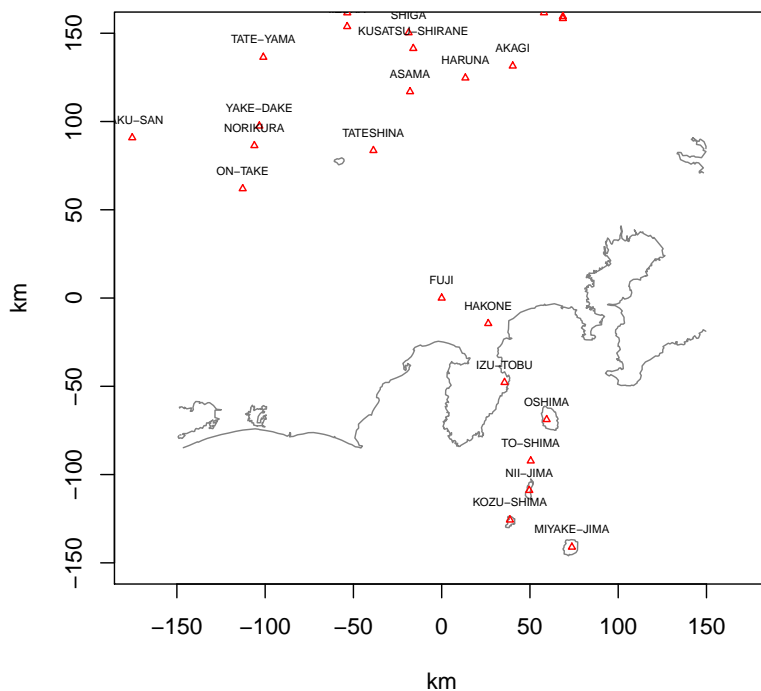 SHIGA
KUSATSU−SHIRANE
TATE−YAMA
AKAGI
HARUNA
ASAMA
YAKE−DAKE
AKU−SAN
NORIKURA
TATESHINA
ON−TAKE
FUJI
HAKONE
IZU−TOBU
OSHIMA
TO−SHIMA
NII−JIMA
KOZU−SHIMA
MIYAKE−JIMA
150
100
50
0
−50
−100
−150
km
−150
−100
−50
0
50
100
150
km